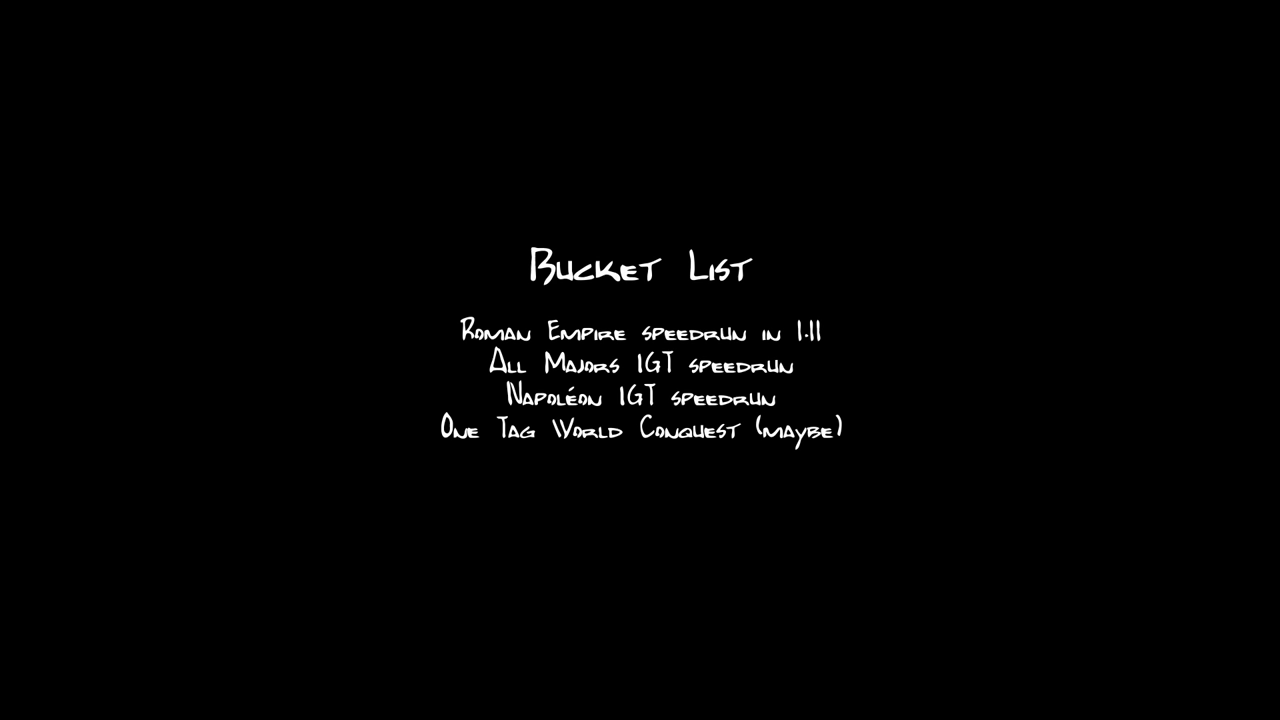 Bucket List
Roman Empire speedrun in 1.11
All Majors IGT speedrun
Napoléon IGT speedrun
One Tag World Conquest (maybe)